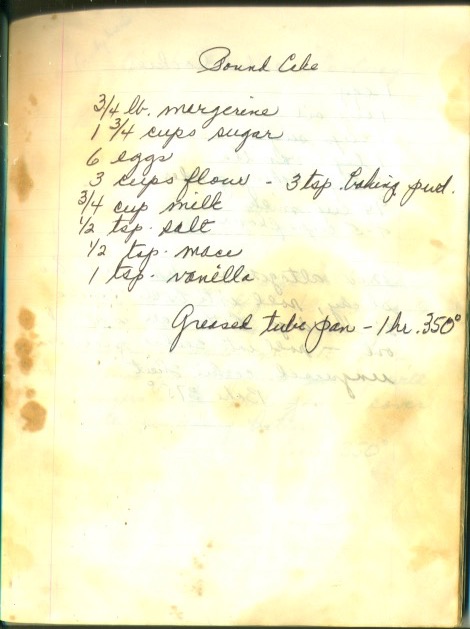 Pound Cake
3/4 lb. margerine
1 3/4 cups sugar
6 eggs
3 cups flour - 3 tsp. baking pwd.
3/4 cup milk
1/2 tsp. salt
1/2 tsp. mace
1 tsp. vanilla
Greased tube pan - 1 hr. 350°